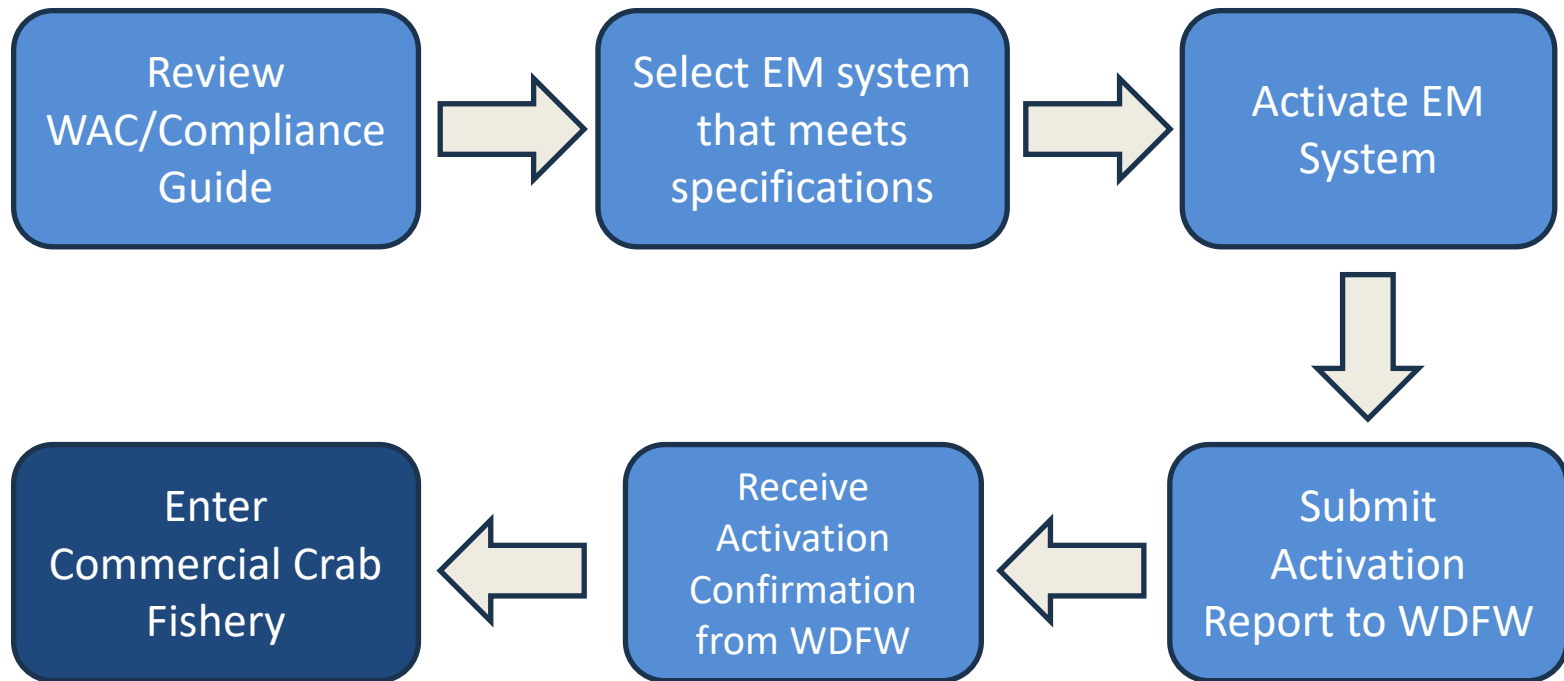 Review
WAC/Compliance
Guide
Select EM system
that meets
specifications
Activate EM
System
Submit
Activation
Report to WDFW
Receive
Activation
Confirmation
from WDFW
Enter
Commercial Crab
Fishery